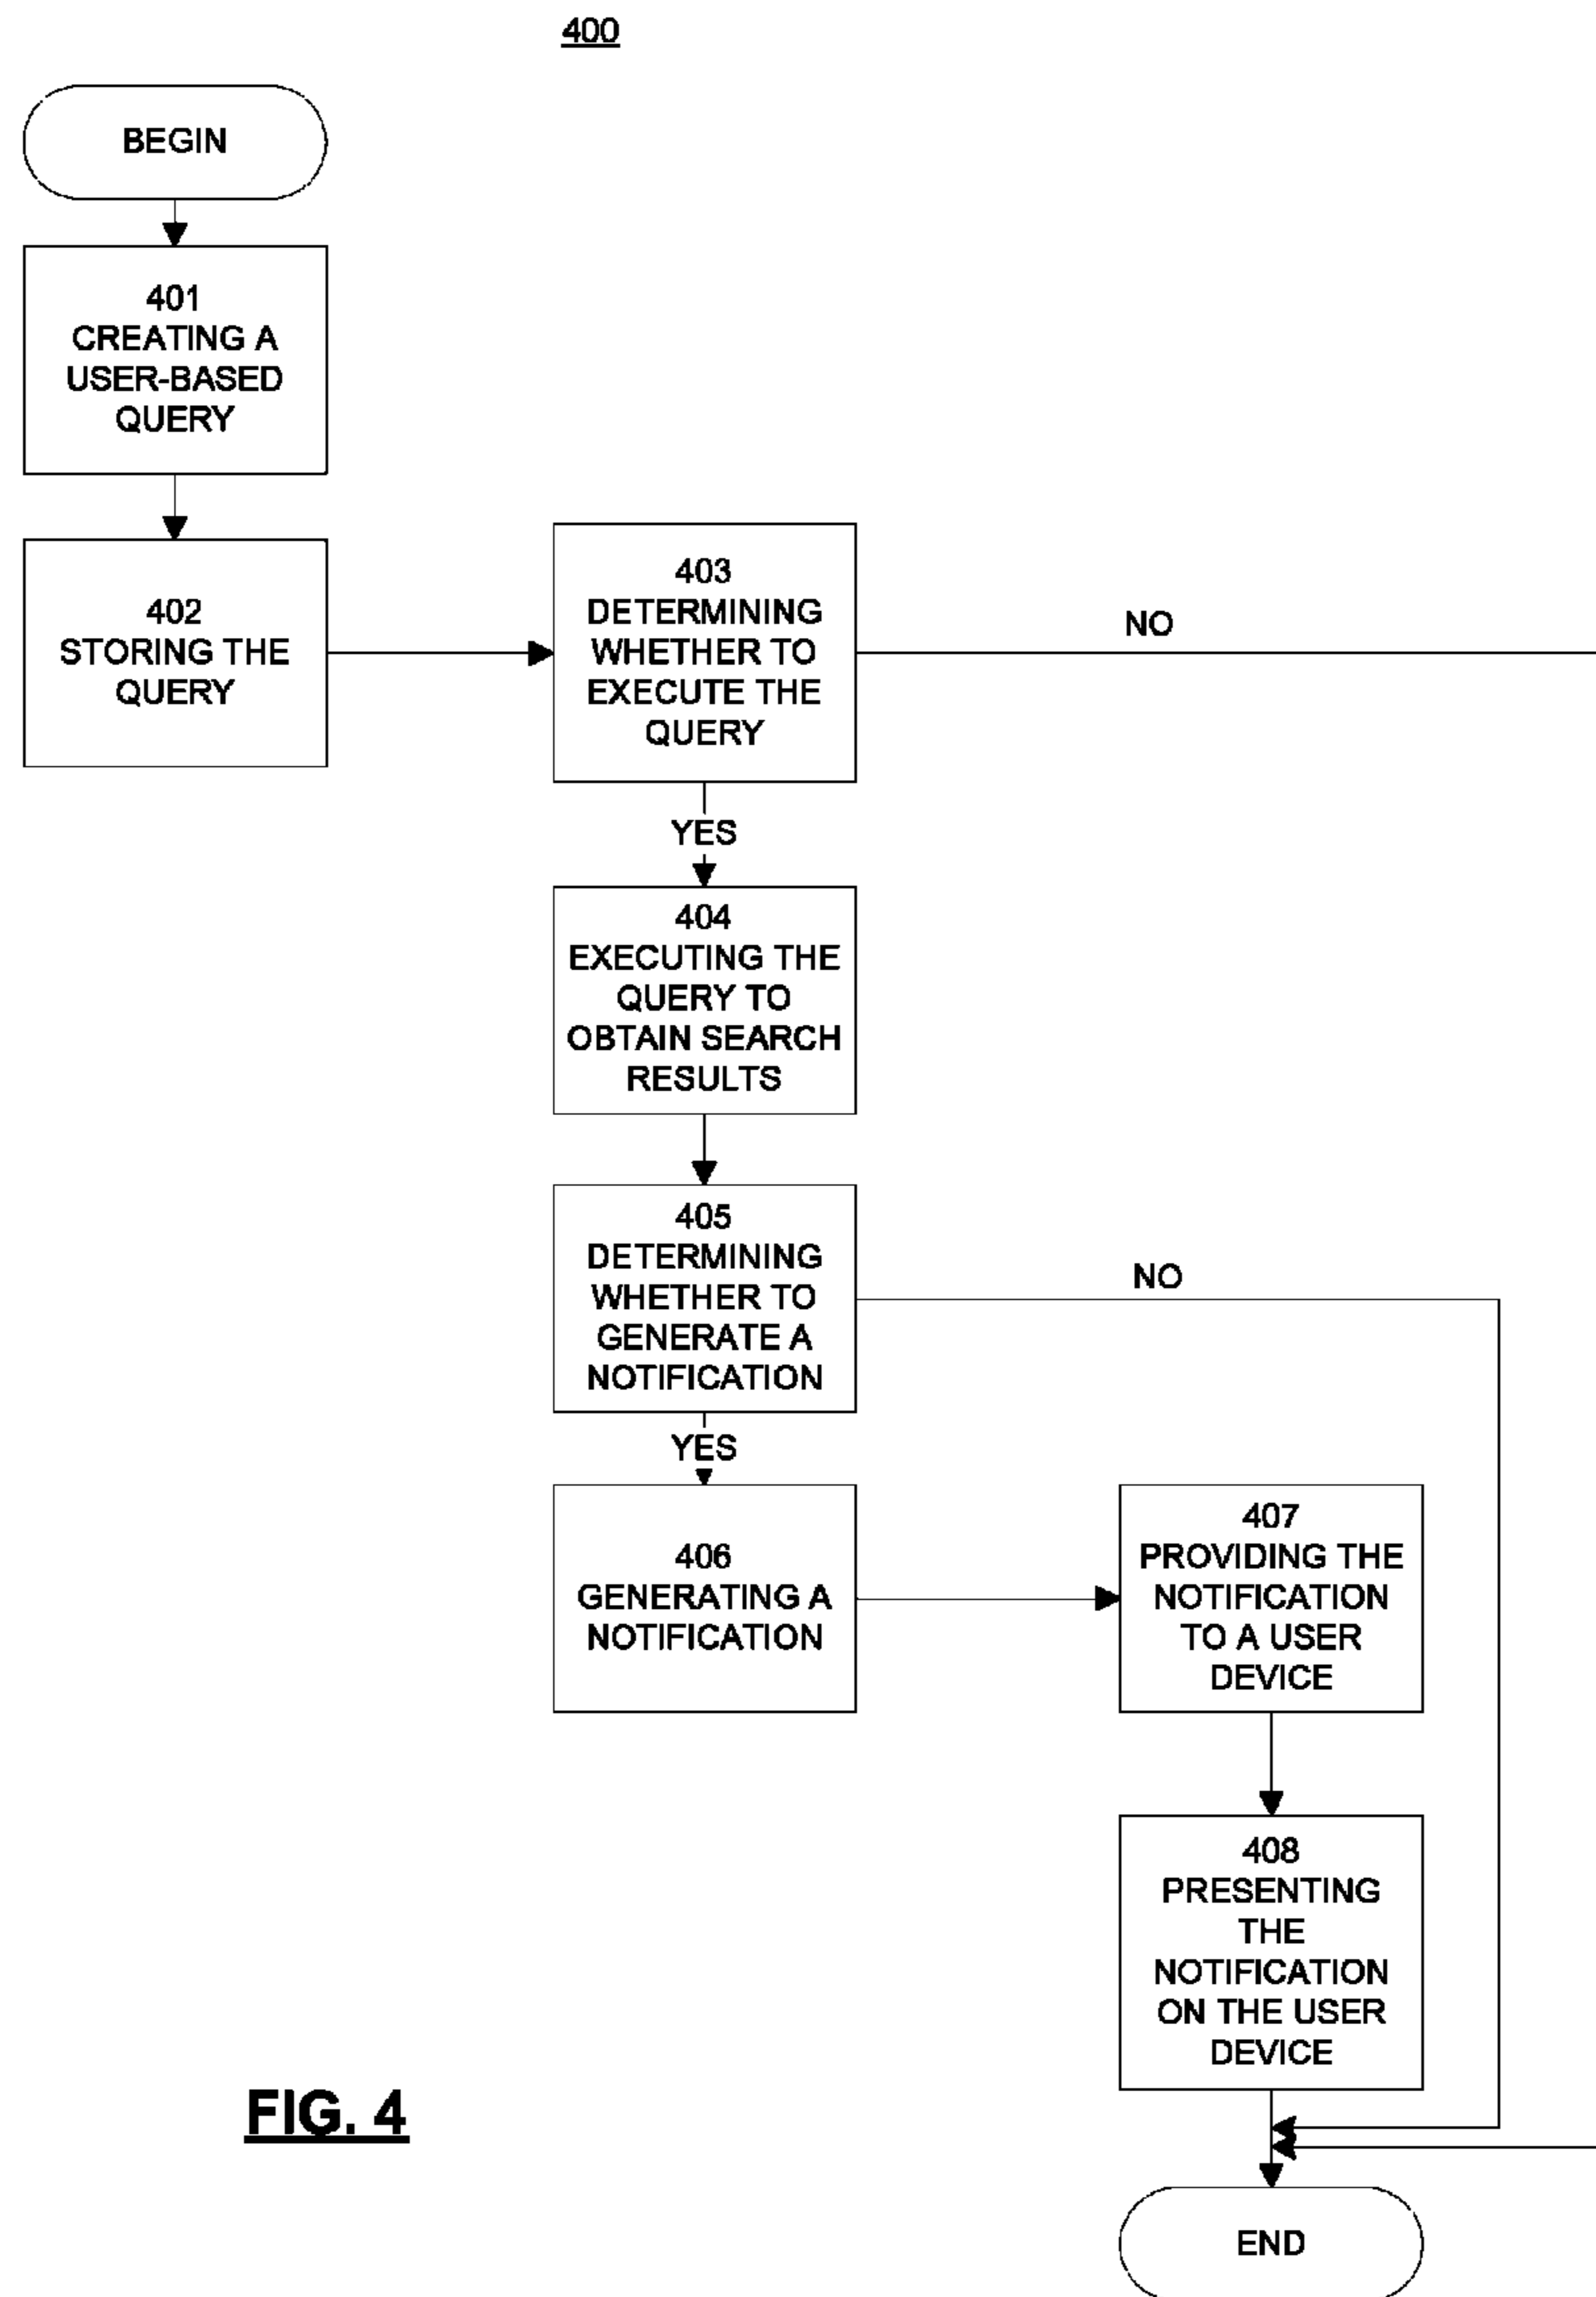 400
BEGIN
401
CREATING A
USER-BASED
QUERY
402
STORING THE
QUERY
403
DETERMINING
WHETHER TO
EXECUTE THE
QUERY
NO
YES
404
EXECUTING THE
QUERY TO
OBTAIN SEARCH
RESULTS
405
DETERMINING
WHETHER TO
GENERATE A
NOTIFICATION
NO
YES
406
GENERATING A
NOTIFICATION
407
PROVIDING THE
NOTIFICATION
TO A USER
DEVICE
408
PRESENTING
THE
NOTIFICATION
ON THE USER
DEVICE
END
FIG. 4